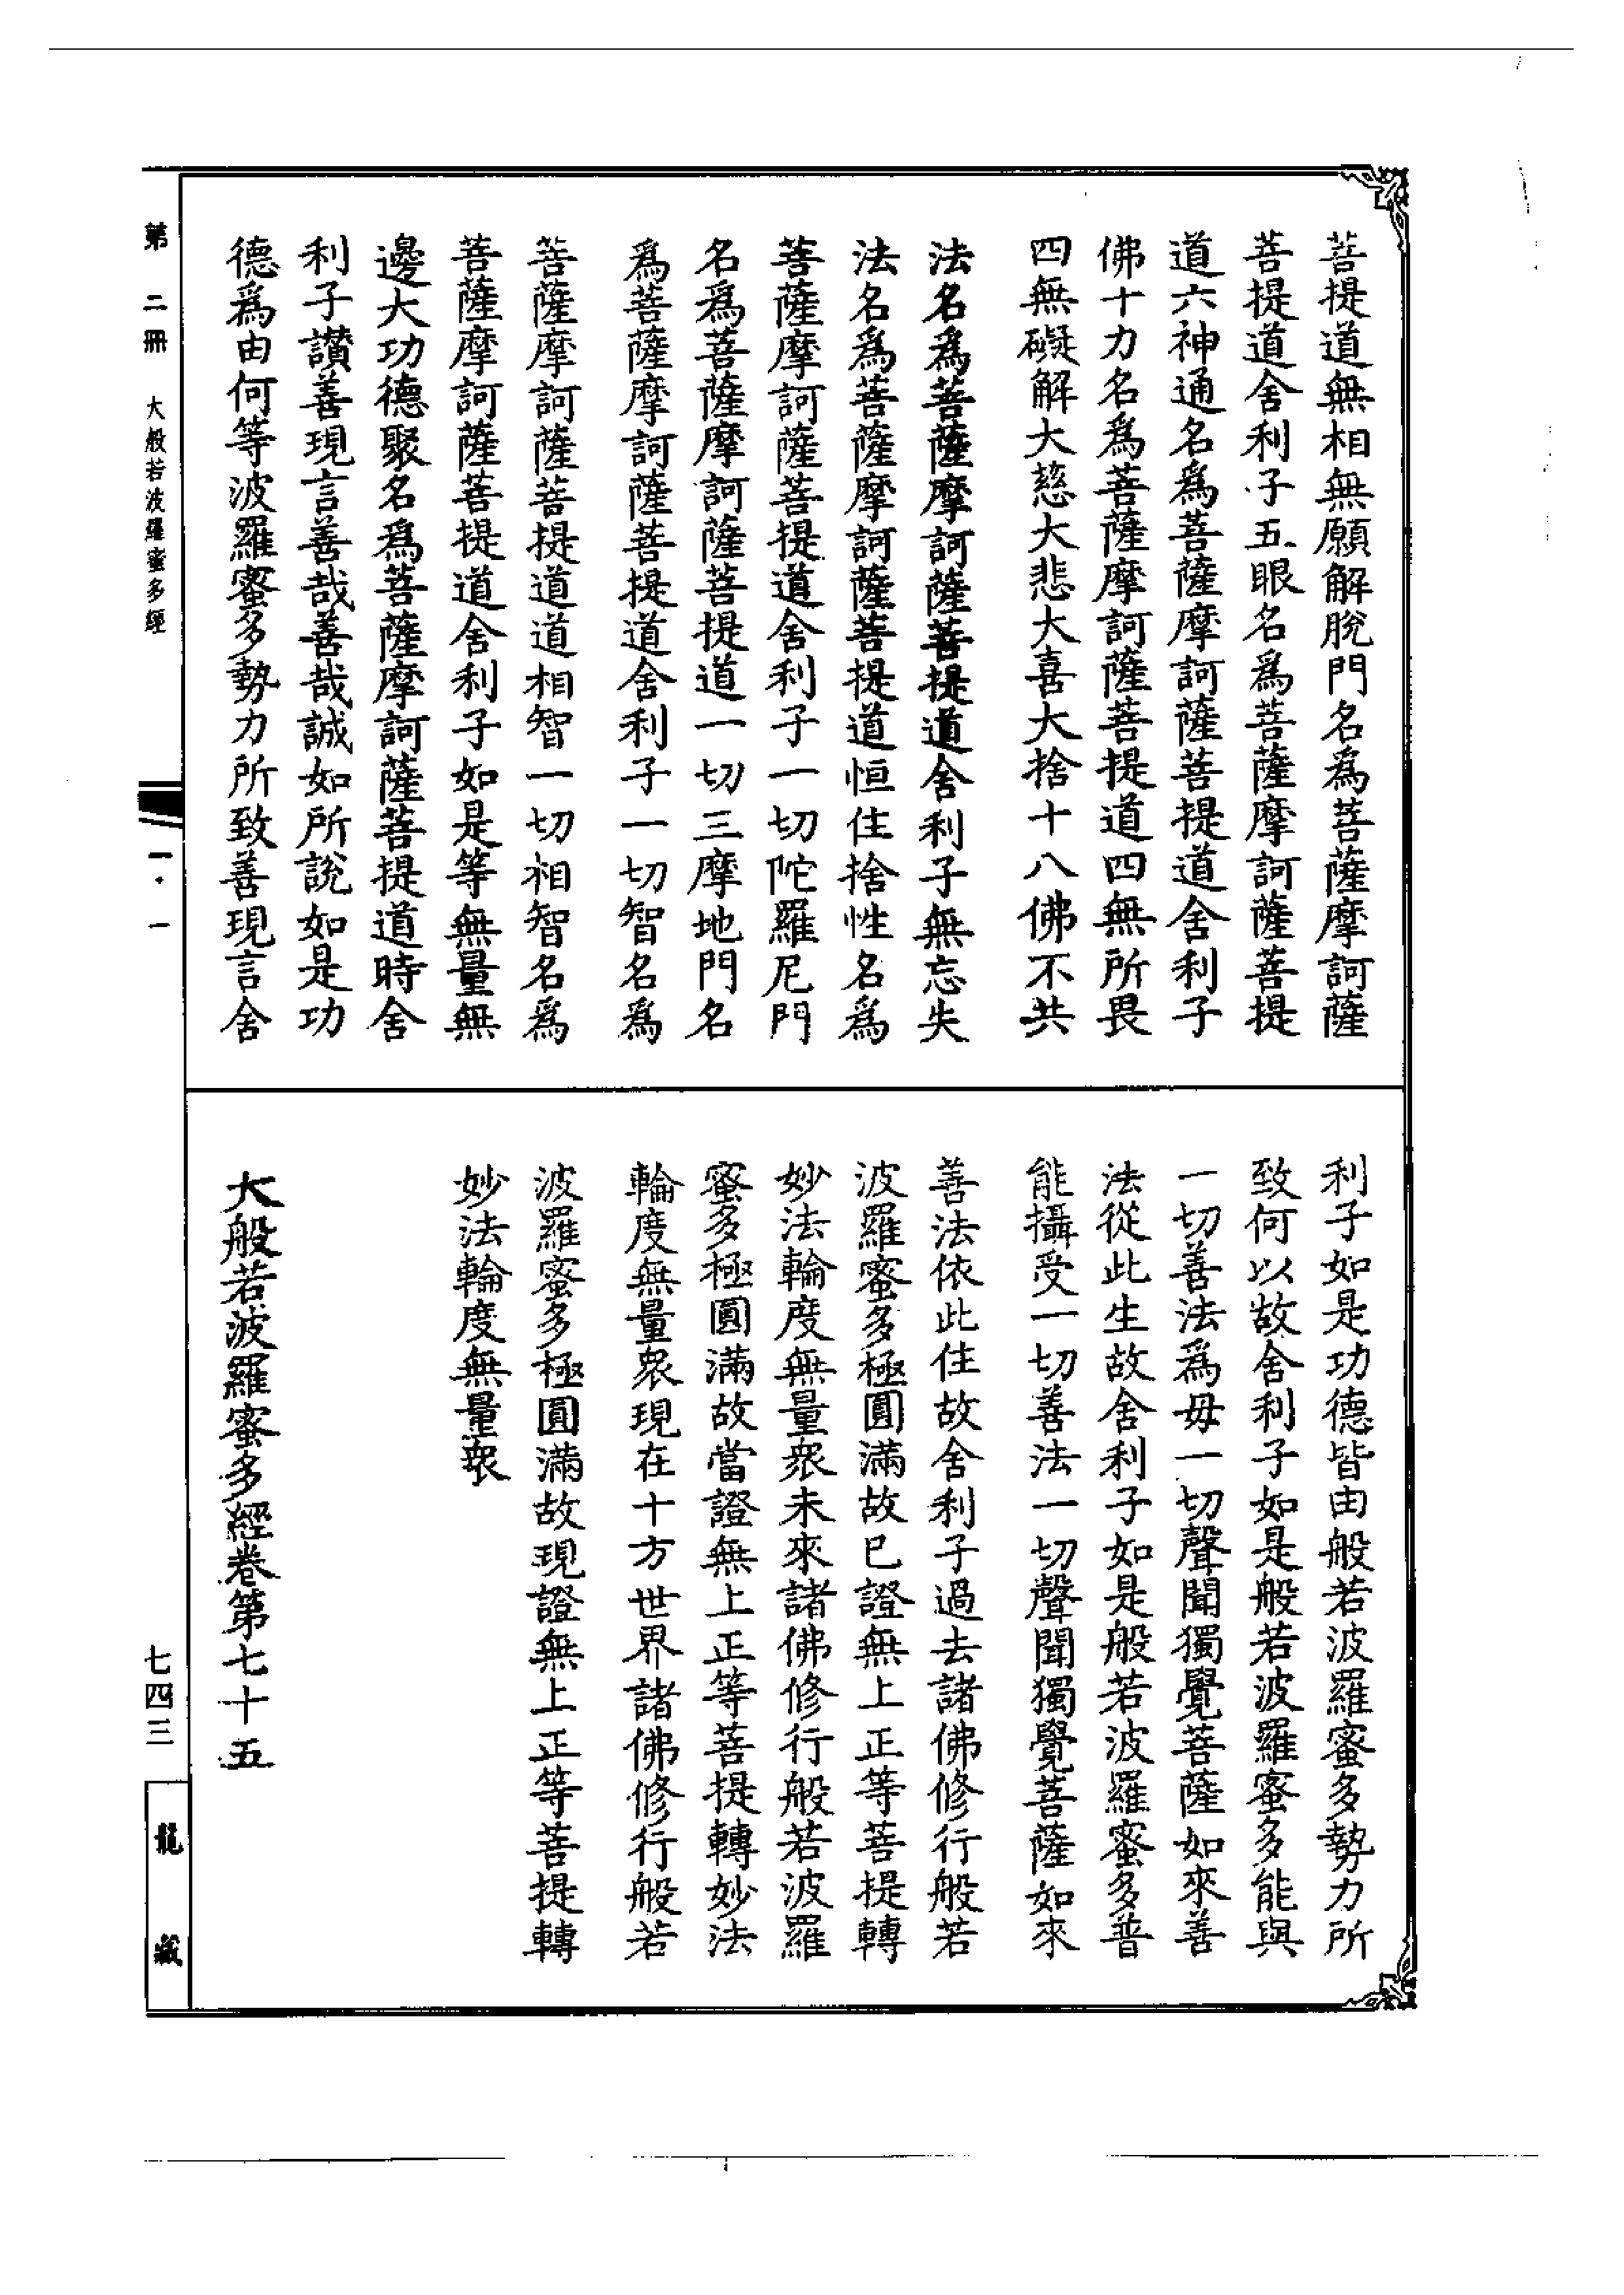 菩提道無相無願解脫門名爲菩薩摩訶薩
菩提道舍利子五眼名爲菩薩摩訶薩菩提
道六神通名爲菩薩摩訶薩菩提道舍利子
佛十力名爲菩薩摩訶薩菩提道四無所畏
四無礙解大慈大悲大喜大捨十八佛不共
法名爲菩薩摩訶薩菩提道舍利子無忘失
法名爲菩薩摩訶薩菩提道恒住捨性名爲
菩薩摩訶薩菩提道舍利子一切陀羅尼門
名爲菩薩摩訶薩菩提道一切三摩地門名
爲菩薩摩訶薩菩提道舍利子一切智名爲
菩薩摩訶薩菩提道道相智一切相智名爲
菩薩摩訶薩菩提道舍利子如是等無量無
邊大功德聚名爲菩薩摩訶薩菩提道時舍
利子讚善現言善哉善哉誠如所說如是功
德爲由何等波羅蜜多勢力所致善現言舍
利子如是功德皆由般若波羅蜜多勢力所
致何以故舍利子如是般若波羅蜜多能與
一切善法爲母一切聲聞獨覺菩薩如來善
法從此生故舍利子如是般若波羅蜜多普
能攝受一切善法一切聲聞獨覺菩薩如來
善法依此住故舍利子過去諸佛修行般若
波羅蜜多極圓滿故已證無上正等菩提轉
妙法輪度無量衆未來諸佛修行般若波羅
蜜多極圓滿故當證無上正等菩提轉妙法
輪度無量衆現在十方世界諸佛修行般若
波羅蜜多極圓滿故現證無上正等菩提轉
妙法輪度無量衆
大般若波羅蜜多經卷第七十五
第二冊 大般若波羅蜜多經 一·一
七四三
龍藏